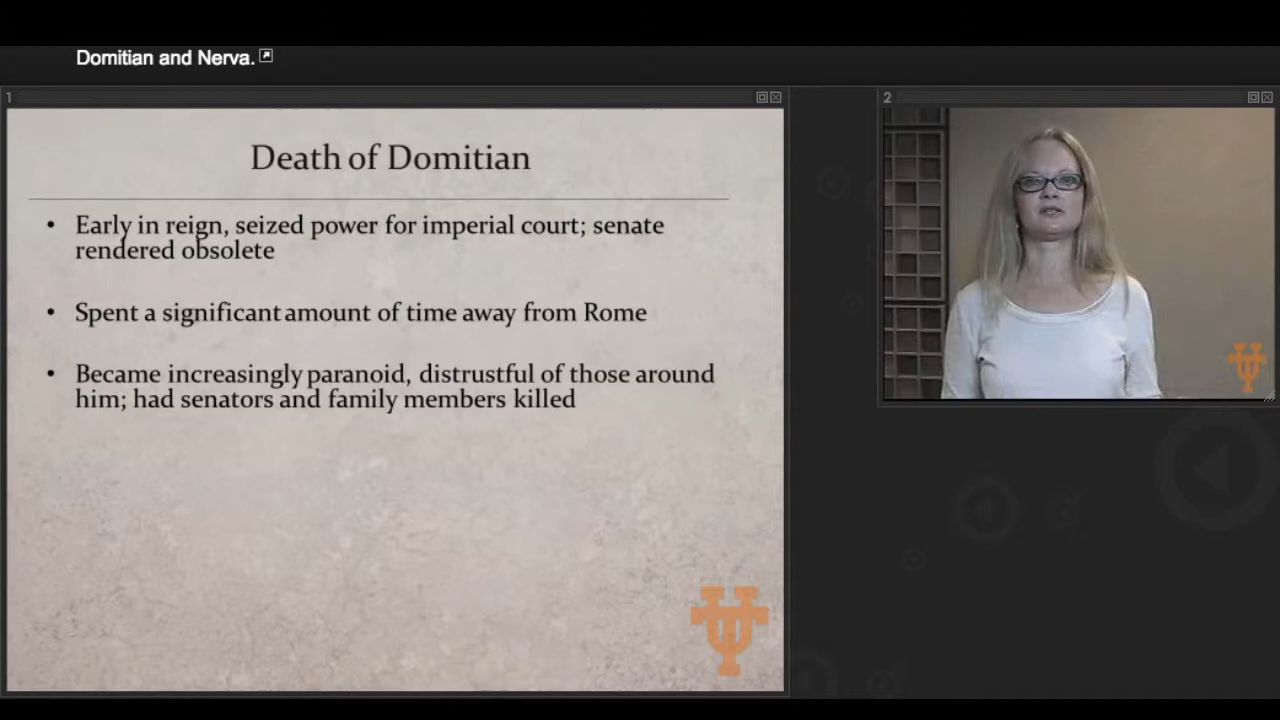 Domitian and Nerva.
1
2
Death of Domitian
• Early in reign, seized power for imperial court; senate
rendered obsolete
• Spent a significant amount of time away from Rome
• Became increasingly paranoid, distrustful of those around
him; had senators and family members killed
UT
UT